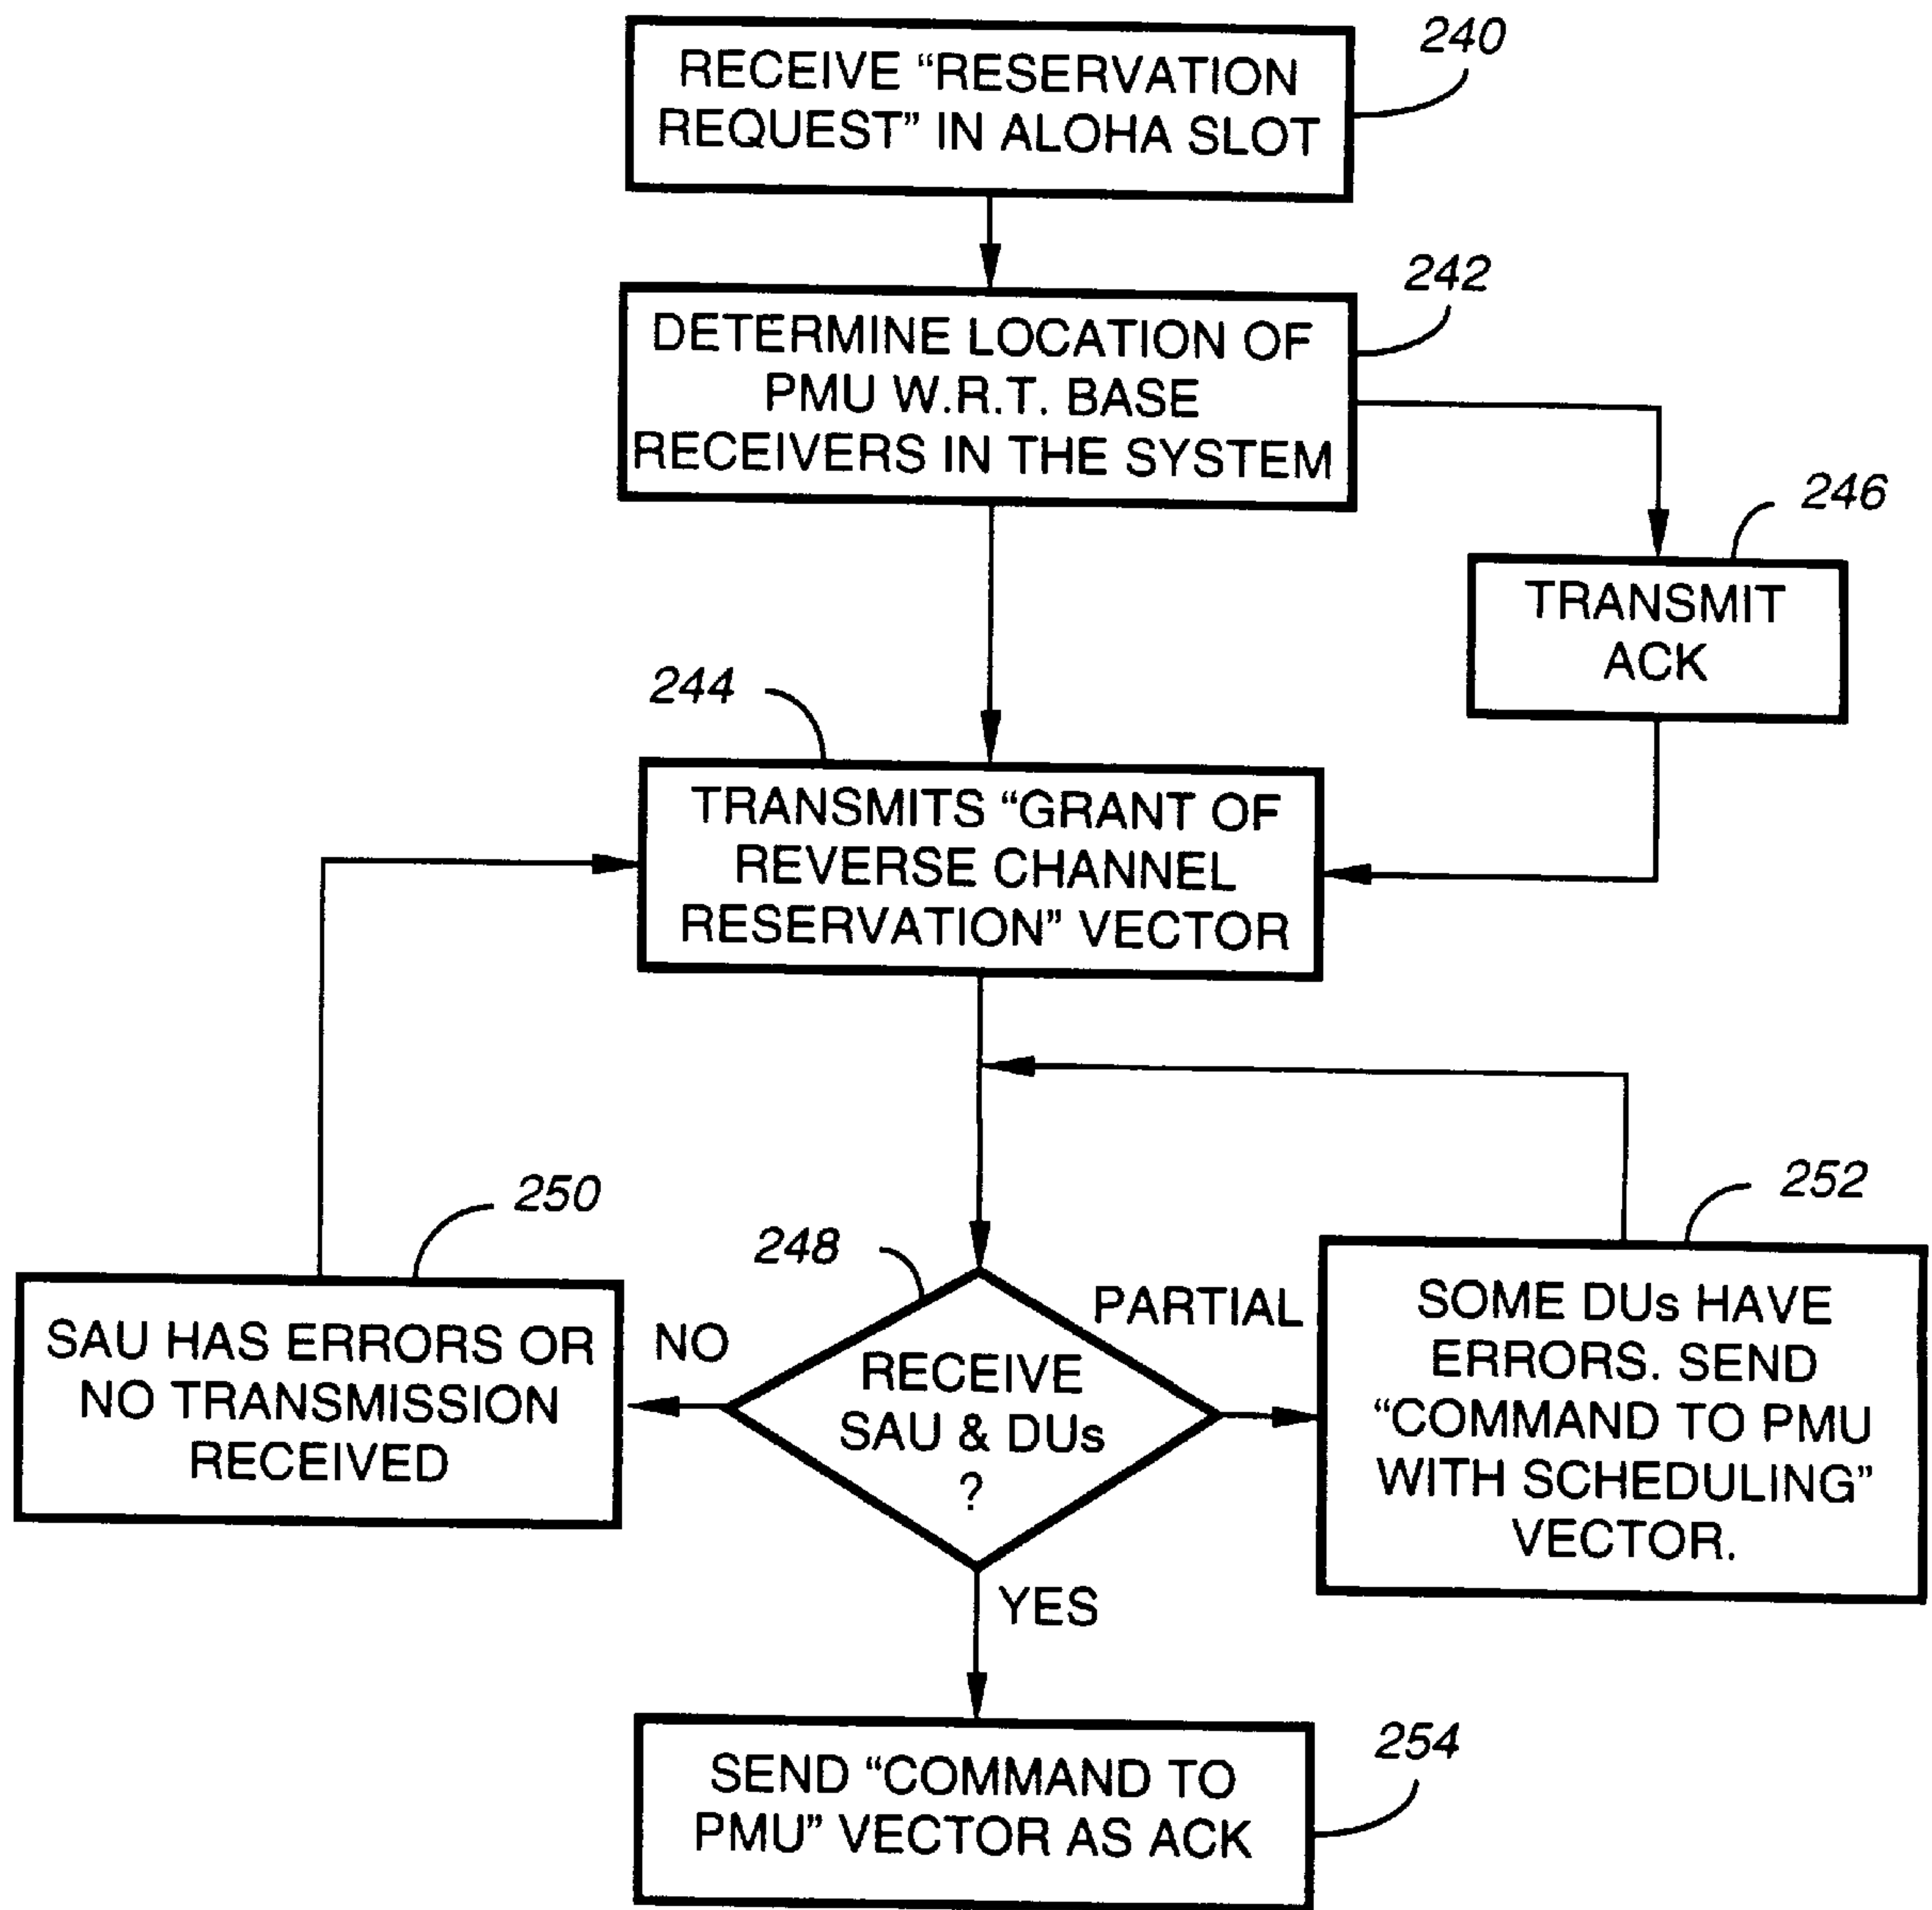 240
RECEIVE “RESERVATION
REQUEST” IN ALOHA SLOT
242
DETERMINE LOCATION OF
PMU W.R.T. BASE
RECEIVERS IN THE SYSTEM
246
TRANSMIT
ACK
244
TRANSMITS “GRANT OF
REVERSE CHANNEL
RESERVATION” VECTOR
250
SAU HAS ERRORS OR
NO TRANSMISSION
RECEIVED
NO
248
RECEIVE
SAU & DUs
?
PARTIAL
252
SOME DUs HAVE
ERRORS. SEND
“COMMAND TO PMU
WITH SCHEDULING”
VECTOR.
YES
254
SEND “COMMAND TO
PMU” VECTOR AS ACK